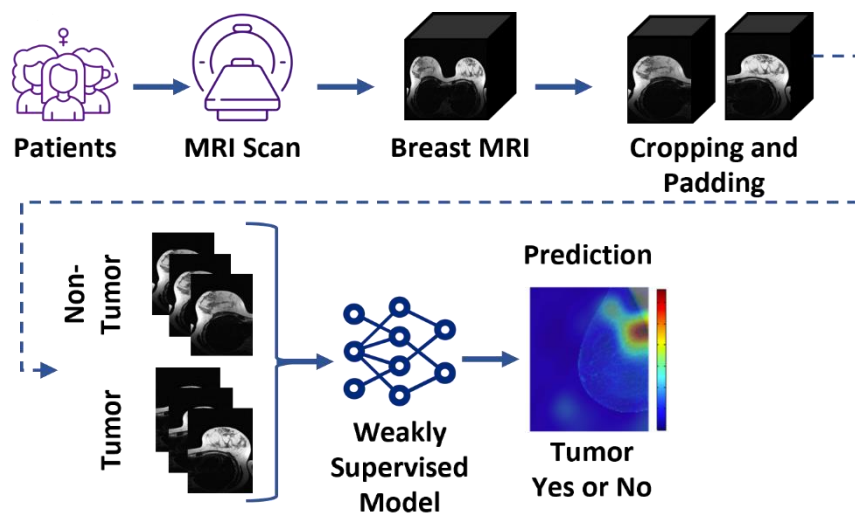 Patients
MRI Scan
Breast MRI
Cropping and
Padding
Non-
Tumor
Tumor
Weakly
Supervised
Model
Prediction
Tumor
Yes or No